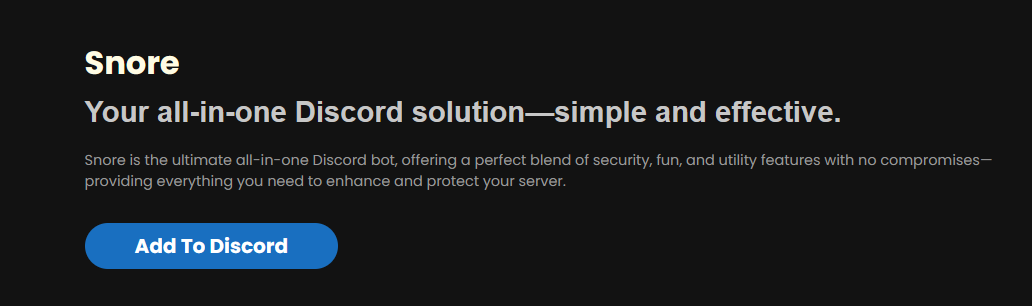 Snore
Your all-in-one Discord solution—simple and effective.
Snore is the ultimate all-in-one Discord bot, offering a perfect blend of security, fun, and utility features with no compromises—
providing everything you need to enhance and protect your server.
Add To Discord